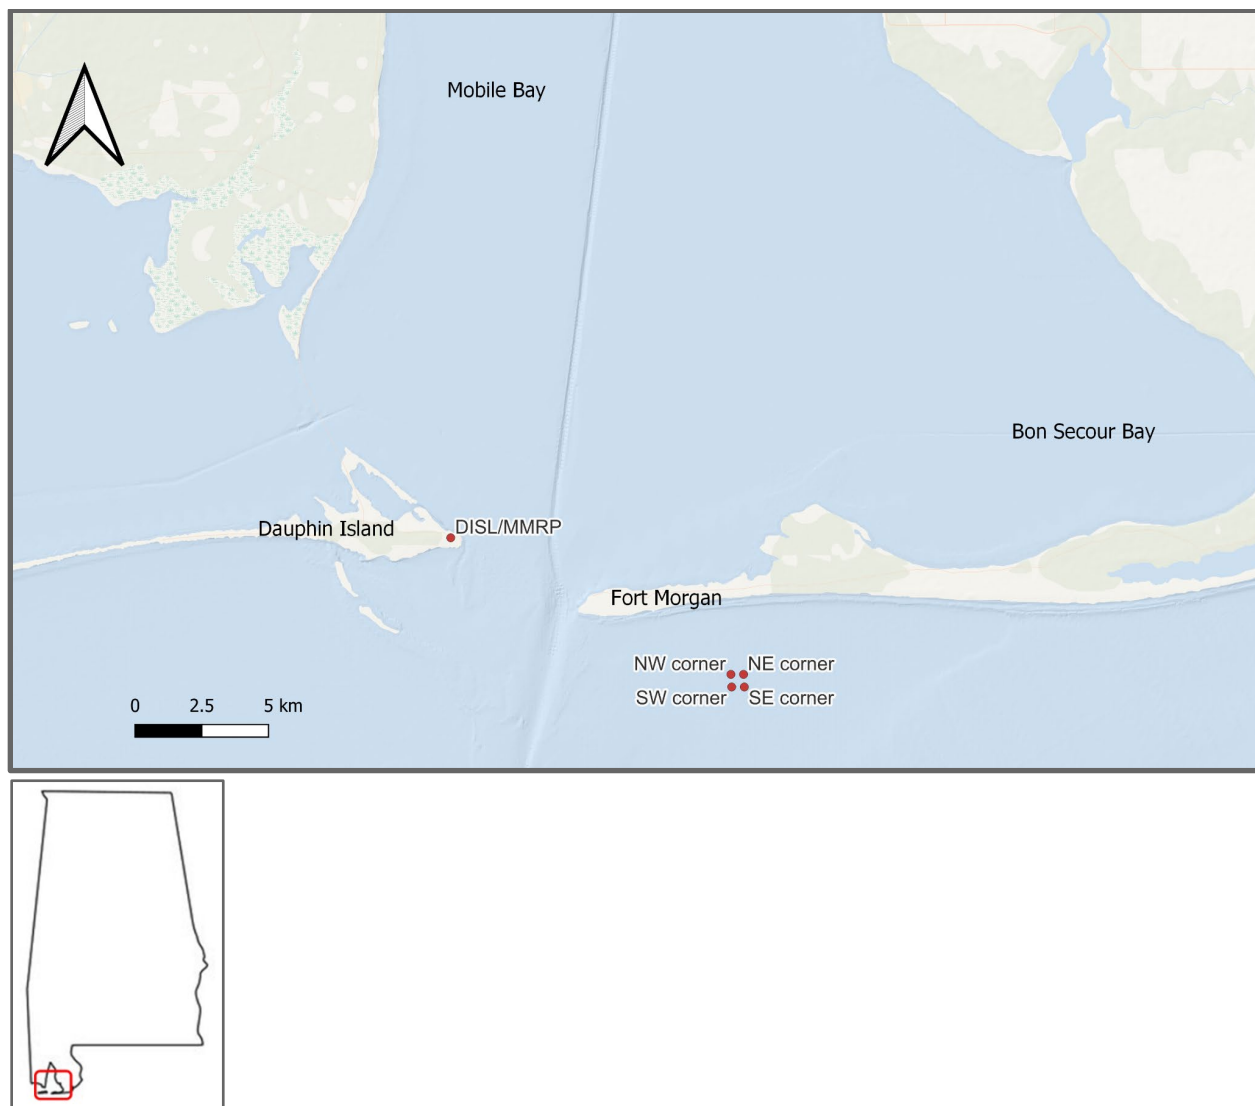 Mobile Bay
Bon Secour Bay
Dauphin Island
DISL/MMRP
Fort Morgan
NW corner
NE corner
SW corner
SE corner
0 2.5 5 km